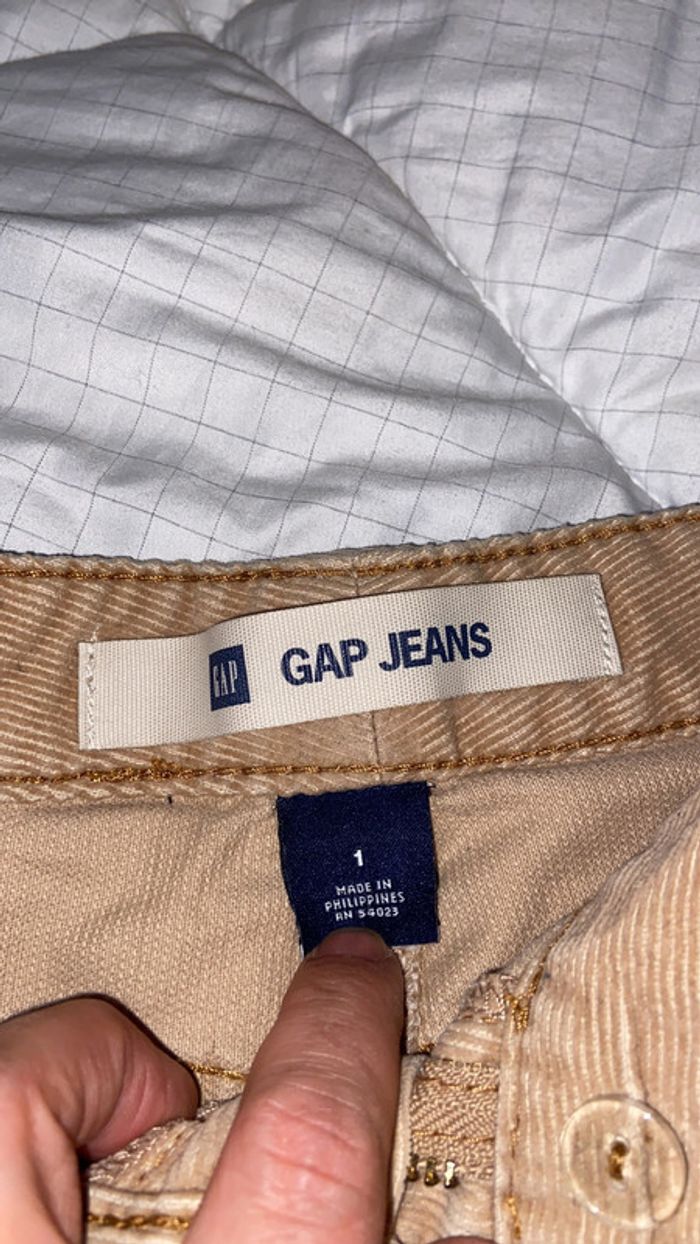 GAP GAP JEANS
1
MADE IN
PHILIPPINES
RN 54023